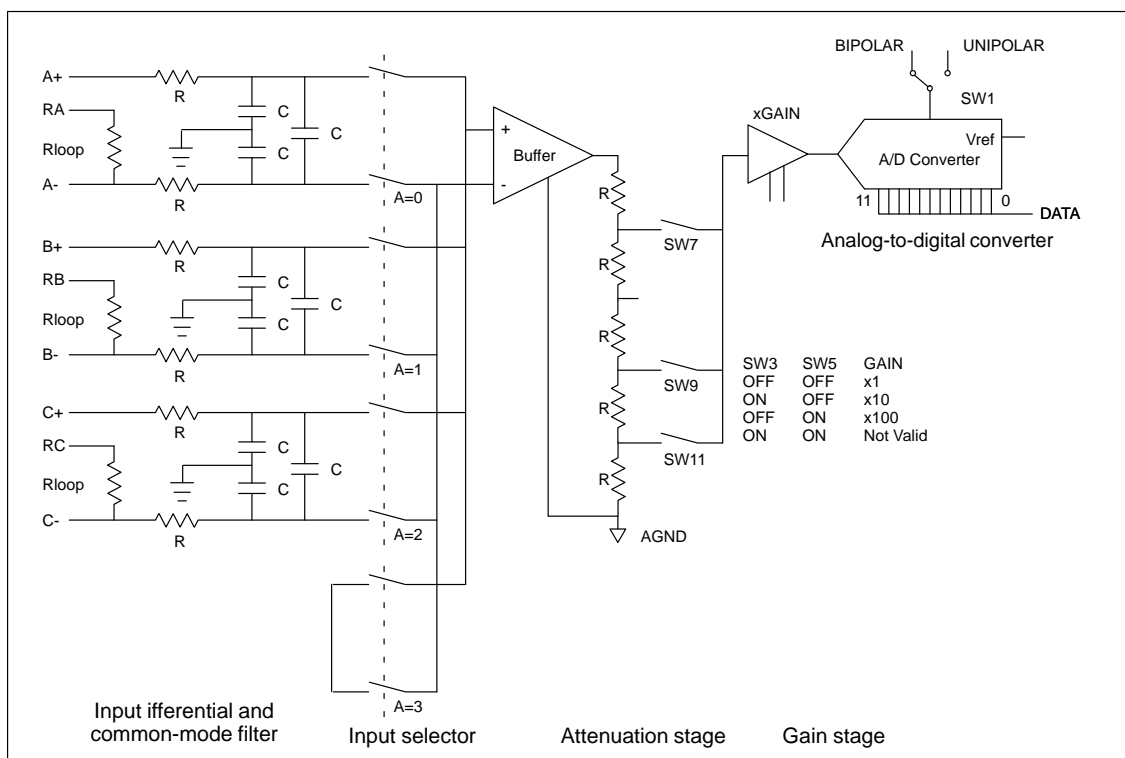 BIPOLAR UNIPOLAR
SW1
A+
R
RA
Rloop
C
C
C
A-
R
A=0
B+
R
RB
Rloop
C
C
C
B-
R
A=1
C+
R
RC
Rloop
C
C
C
C-
R
A=2
A=3
+
Buffer
-
R
R
R
R
R
SW7
SW9
SW11
AGND
xGAIN
Vref
A/D Converter
11 0
DATA
Analog-to-digital converter
SW3 SW5 GAIN
OFF OFF x1
ON OFF x10
OFF ON x100
ON ON Not Valid
Input ifferential and
common-mode filter
Input selector
Attenuation stage
Gain stage